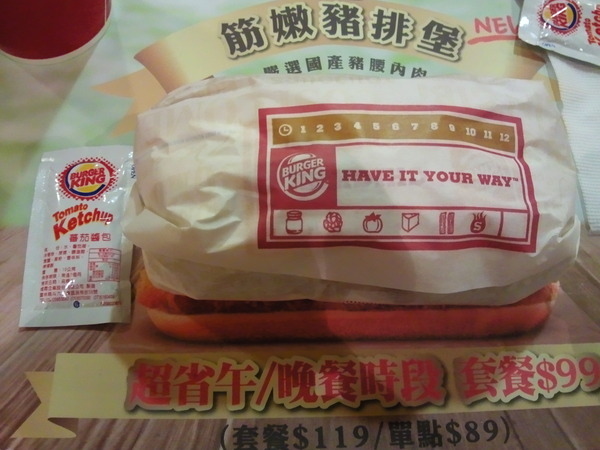 筋嫩豬排堡
NEW
嚴選國產豬腰內肉
1 2 3 4 5 6 7 8 9 10 11 12
BURGER KING
HAVE IT YOUR WAY™
BURGER KING
Tomato
Ketchup
番茄醬包
超省午/晚餐時段 套餐$99
(套餐$119/單點$89)